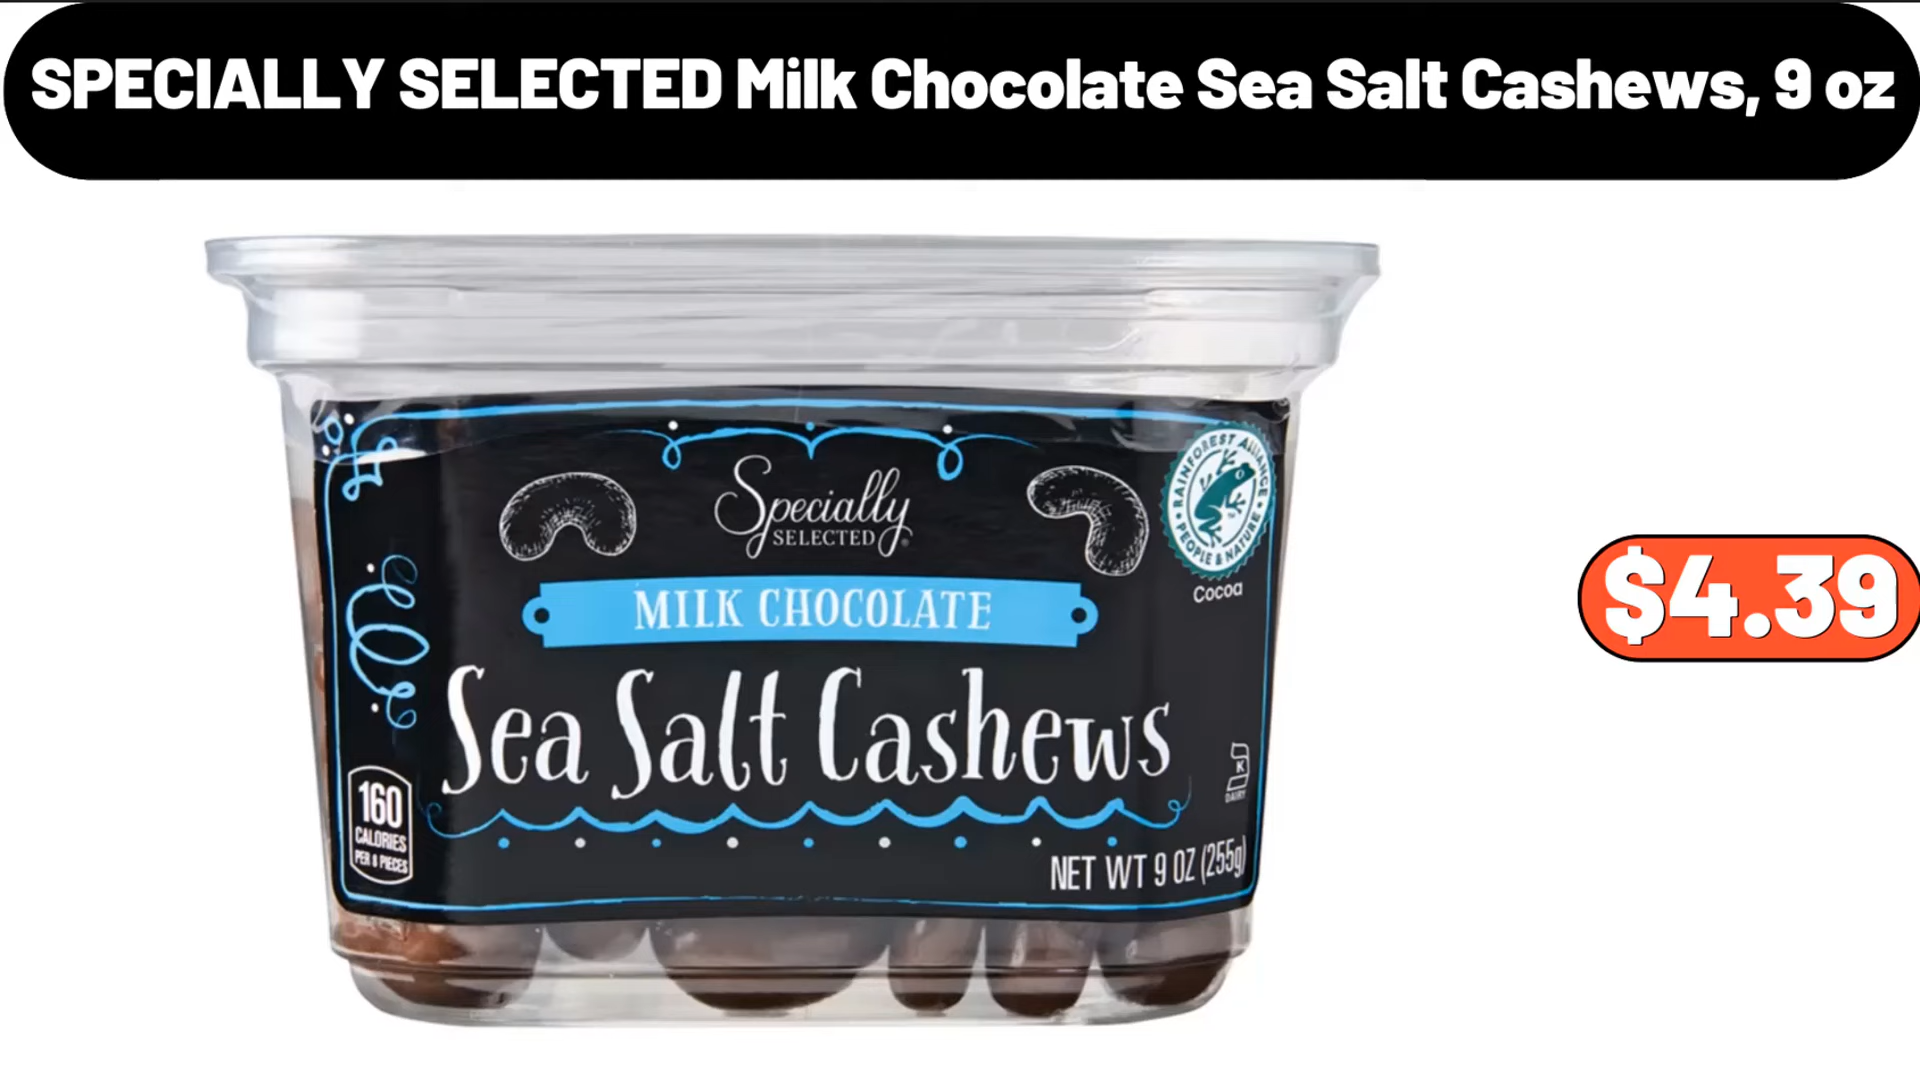 SPECIALLY SELECTED Milk Chocolate Sea Salt Cashews, 9 oz
Specially
SELECTED®
RAINFOREST ALLIANCE
PEOPLE & NATURE
Cocoa
MILK CHOCOLATE
$4.39
Sea Salt Cashews
K
DAIRY
160
CALORIES
PER 8 PIECES
NET WT 9 OZ (255g)